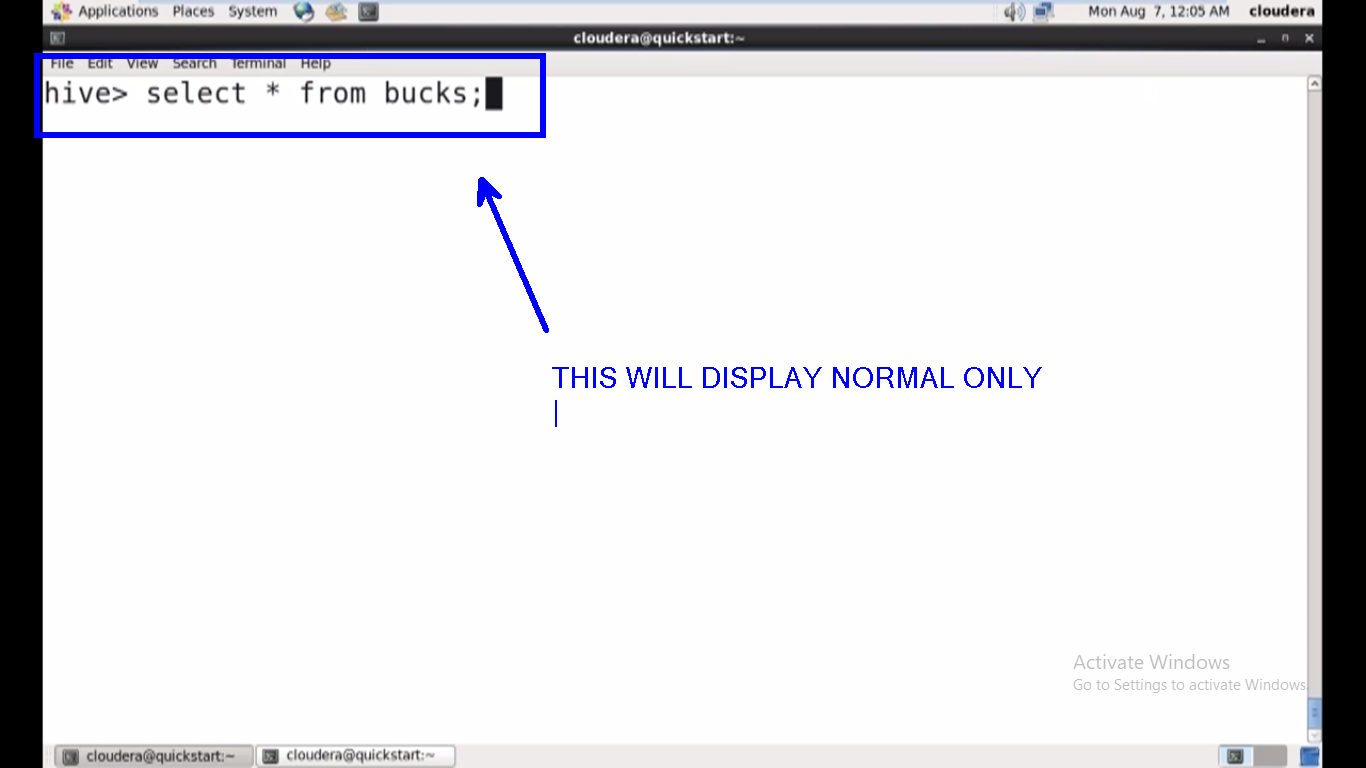 Applications Places System Mon Aug 7, 12:05 AM cloudera
cloudera@quickstart:~
File Edit View Search Terminal Help
hive> select * from bucks;
THIS WILL DISPLAY NORMAL ONLY
Activate Windows
Go to Settings to activate Windows.
cloudera@quickstart:~ cloudera@quickstart:~